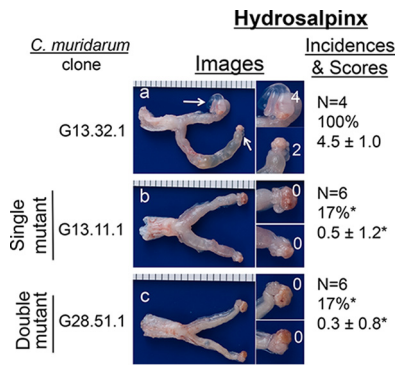 Hydrosalpinx
C. muridarum
clone
Images
Incidences
& Scores
G13.32.1
a
4
2
N=4
100%
4.5 ± 1.0
Single
mutant
G13.11.1
b
0
0
N=6
17%*
0.5 ± 1.2*
Double
mutant
G28.51.1
c
0
0
N=6
17%*
0.3 ± 0.8*